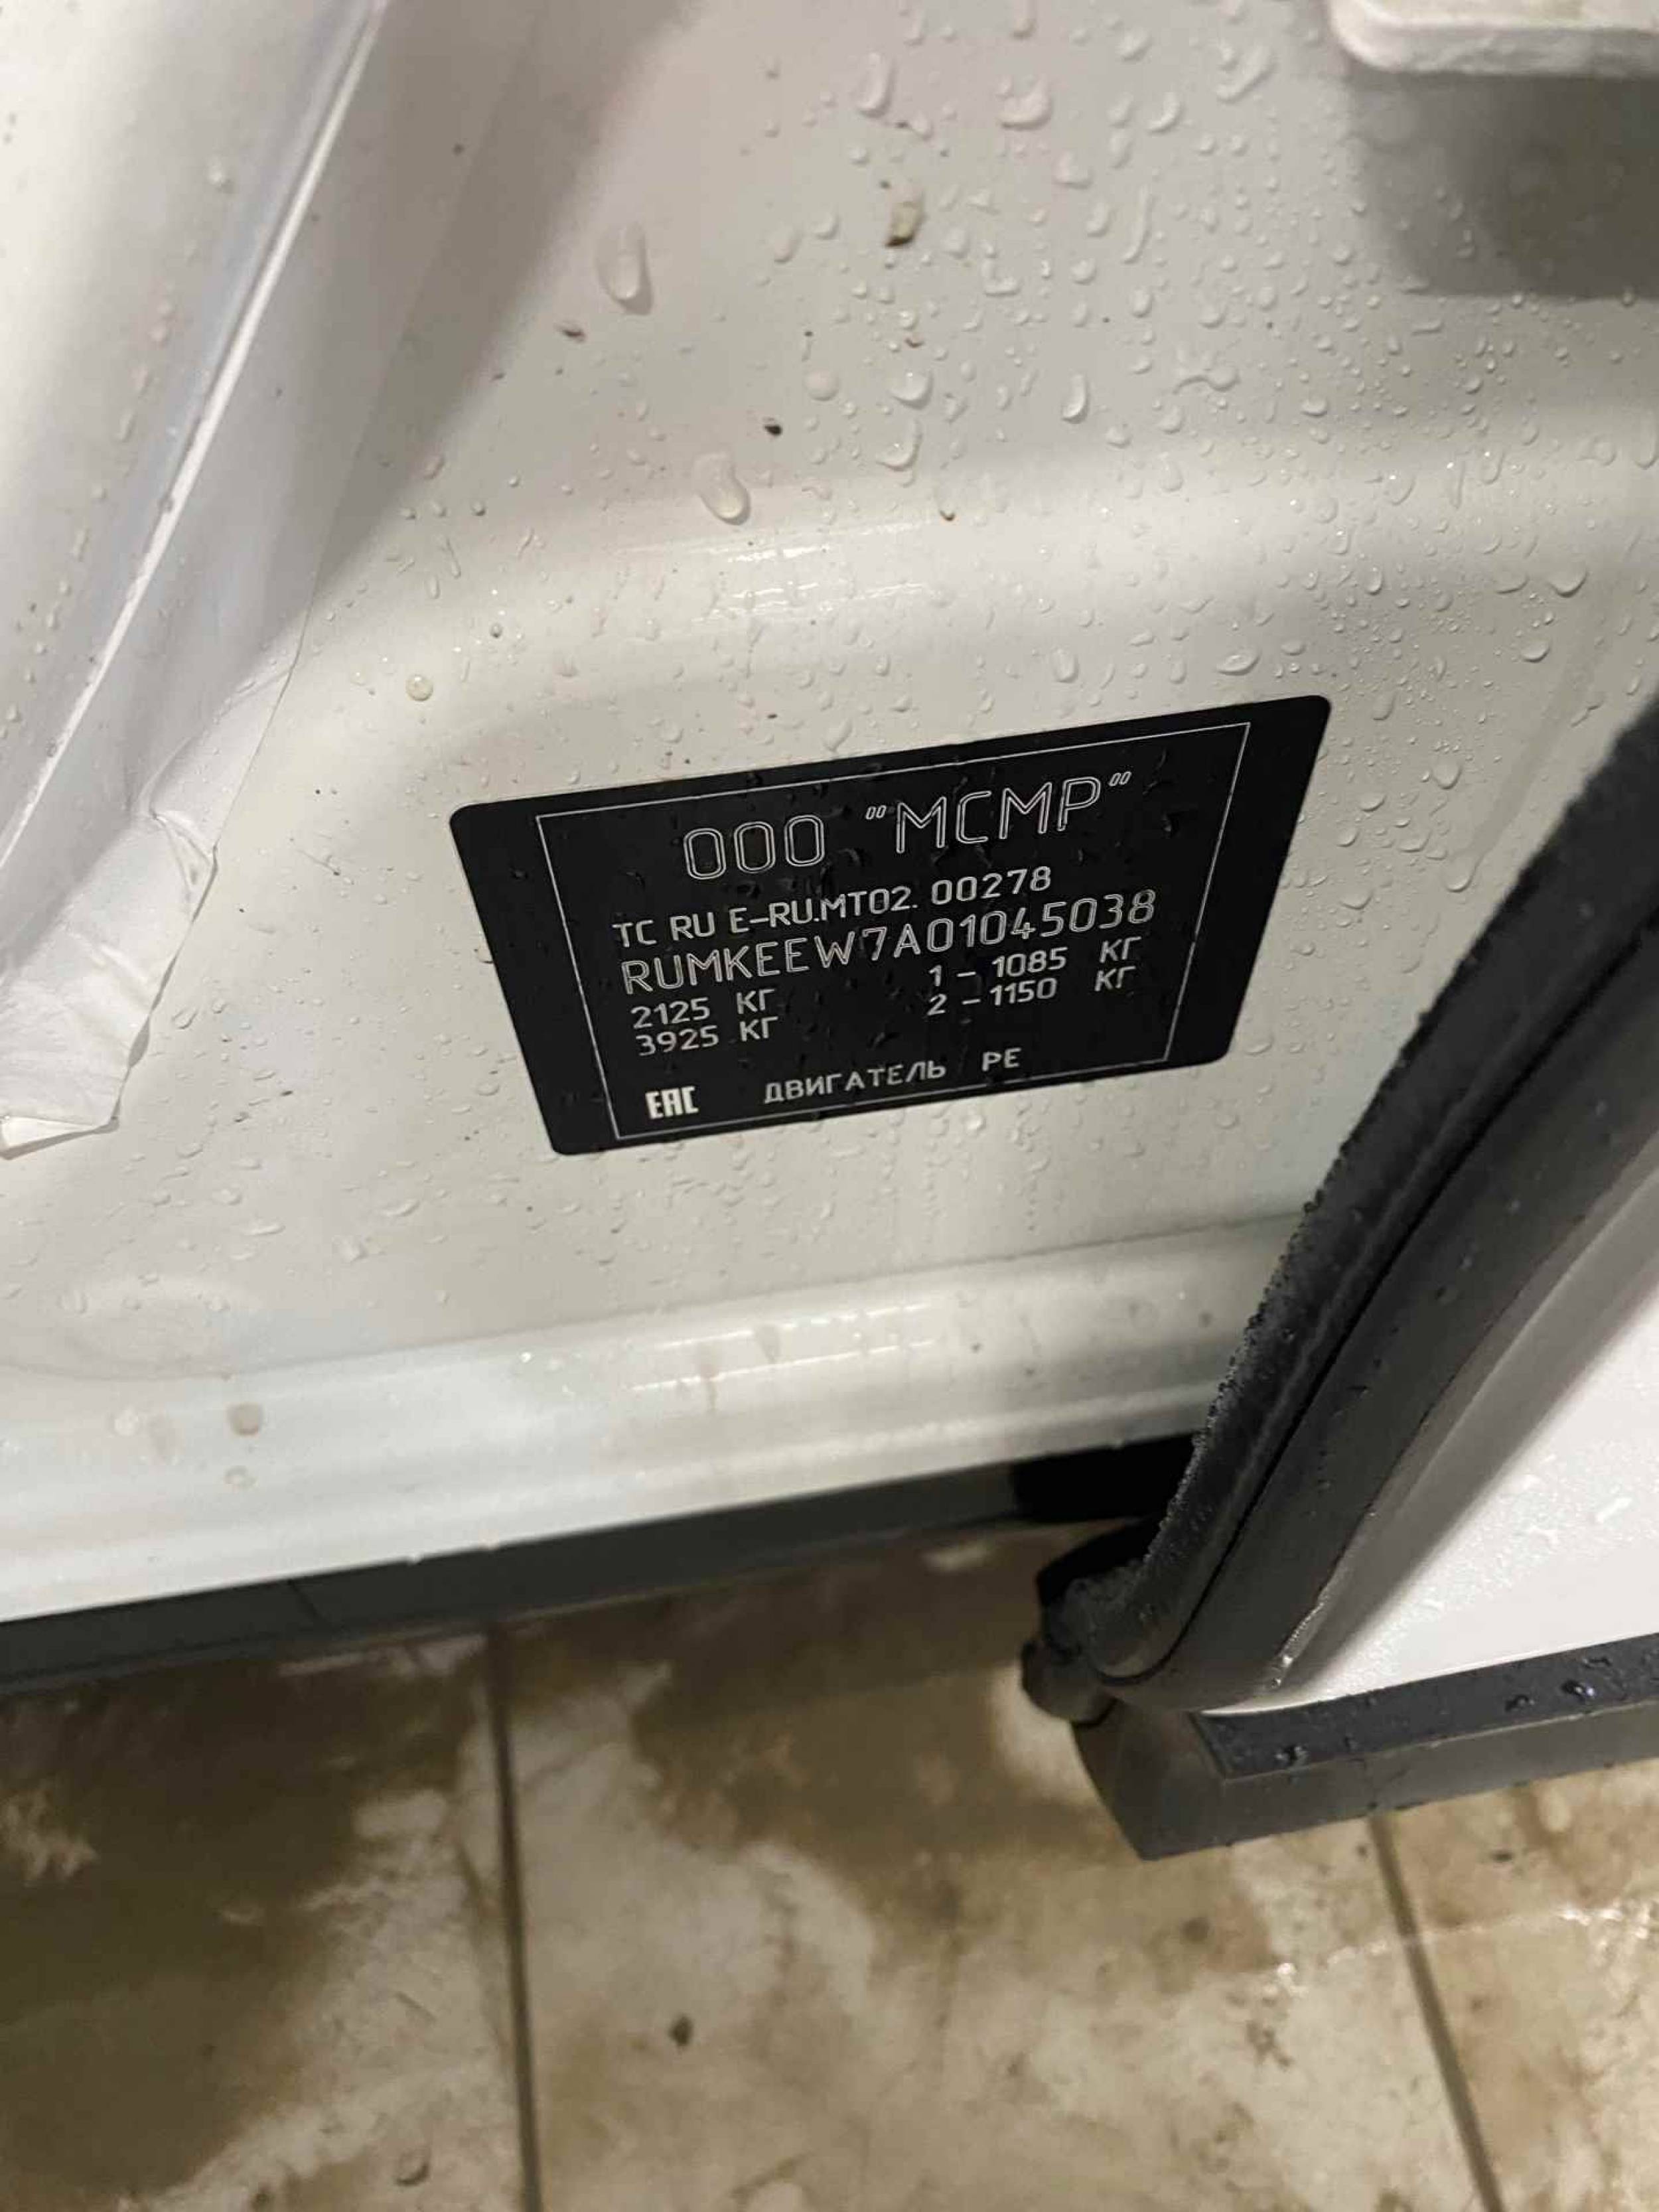 ООО "МСМР"
ТС RU E-RU.MT02. 00278
RUMKEEW7A01045038
2125 КГ 1 - 1085 КГ
3925 КГ 2 - 1150 КГ
ЕАС ДВИГАТЕЛЬ PE